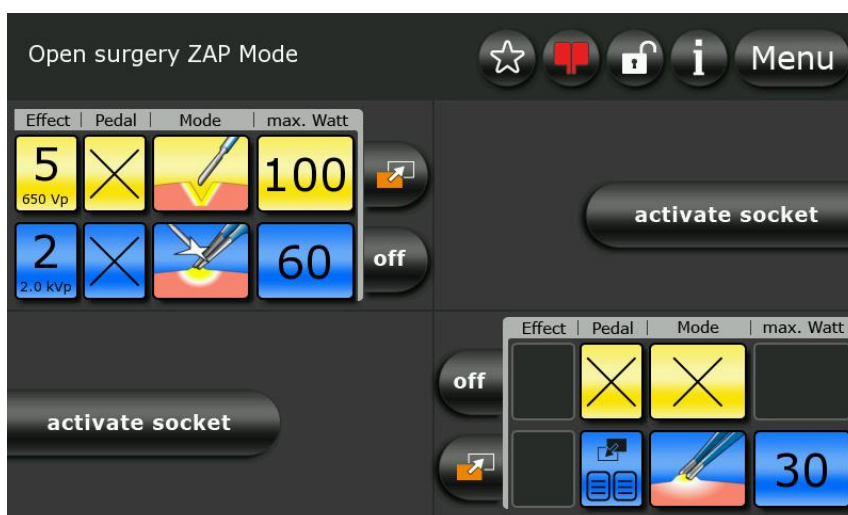 Open surgery ZAP Mode
i
Menu
Effect | Pedal | Mode | max. Watt
5
650 Vp
100
2
2.0 kVp
60
off
activate socket
activate socket
Effect | Pedal | Mode | max. Watt
off
30